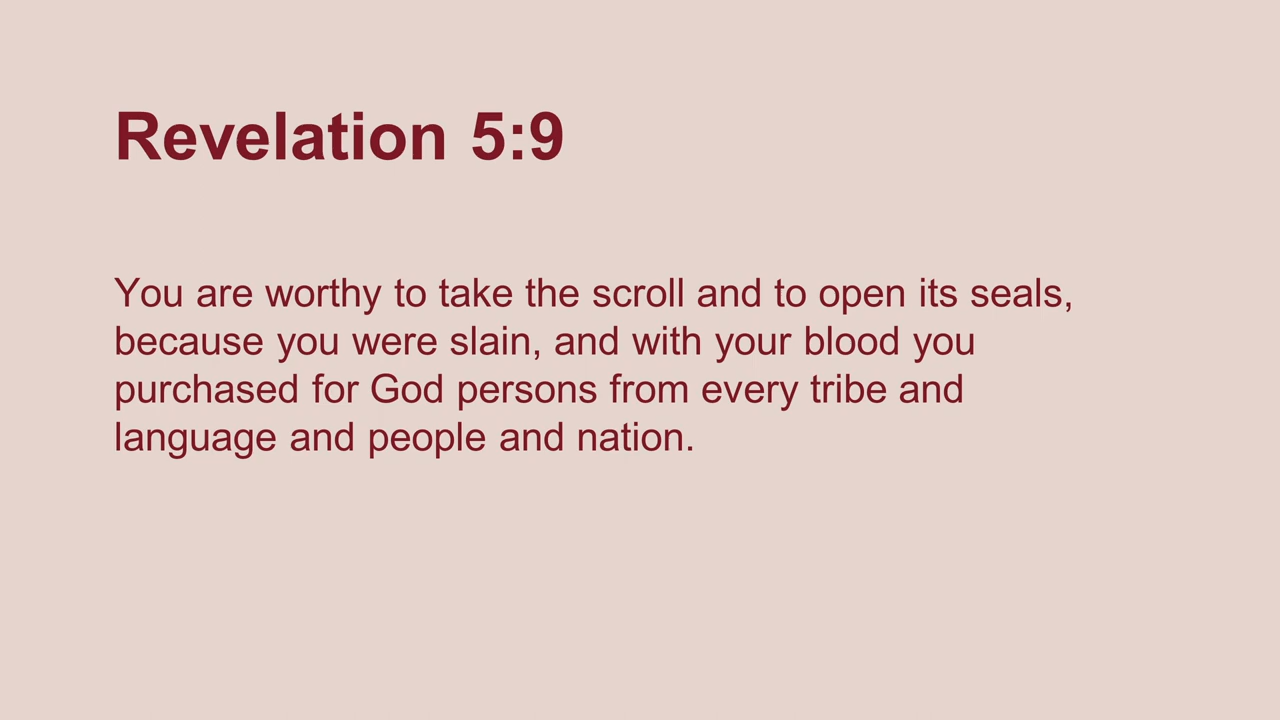 Revelation 5:9
You are worthy to take the scroll and to open its seals,
because you were slain, and with your blood you
purchased for God persons from every tribe and
language and people and nation.